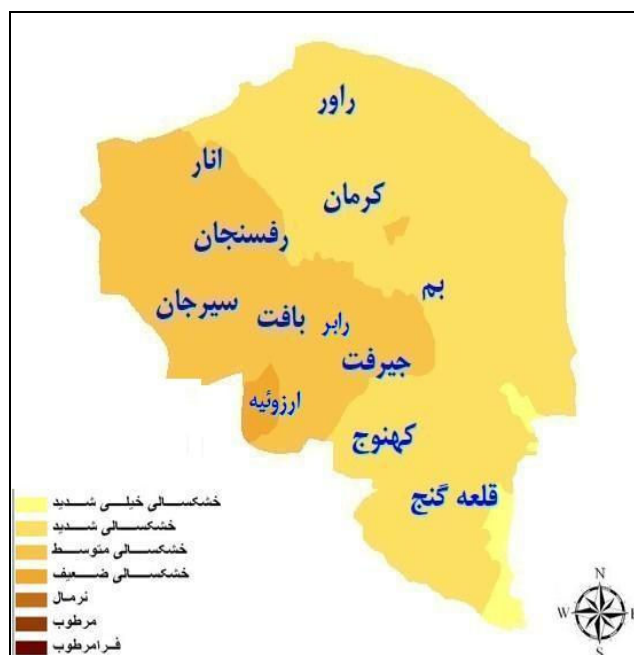 راور
انار
کرمان
رفسنجان
بم
سیرجان
بافت
رابر
جیرفت
ارزوئیه
کهنوج
قلعه گنج
خشکسالی خیلی شدید
خشکسالی شدید
خشکسالی متوسط
خشکسالی ضعیف
نرمال
مرطوب
فرامرطوب
N
W
E
S